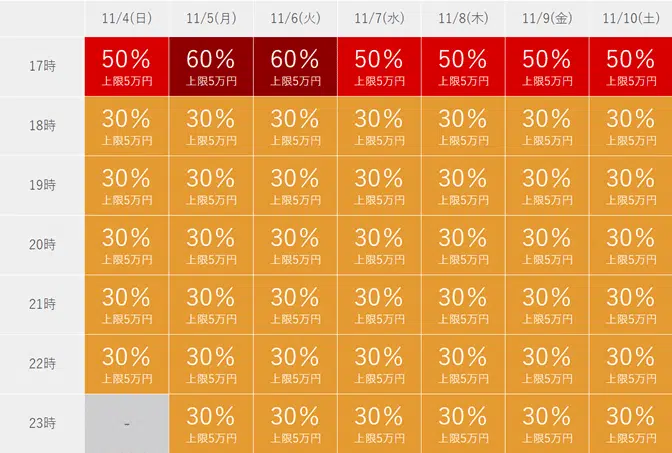 11/4(日) 11/5(月) 11/6(火) 11/7(水) 11/8(木) 11/9(金) 11/10(土)
17時 50% 60% 60% 50% 50% 50% 50%
上限5万円 上限5万円 上限5万円 上限5万円 上限5万円 上限5万円 上限5万円
18時 30% 30% 30% 30% 30% 30% 30%
上限5万円 上限5万円 上限5万円 上限5万円 上限5万円 上限5万円 上限5万円
19時 30% 30% 30% 30% 30% 30% 30%
上限5万円 上限5万円 上限5万円 上限5万円 上限5万円 上限5万円 上限5万円
20時 30% 30% 30% 30% 30% 30% 30%
上限5万円 上限5万円 上限5万円 上限5万円 上限5万円 上限5万円 上限5万円
21時 30% 30% 30% 30% 30% 30% 30%
上限5万円 上限5万円 上限5万円 上限5万円 上限5万円 上限5万円 上限5万円
22時 30% 30% 30% 30% 30% 30% 30%
上限5万円 上限5万円 上限5万円 上限5万円 上限5万円 上限5万円 上限5万円
23時 - 30% 30% 30% 30% 30% 30%
上限5万円 上限5万円 上限5万円 上限5万円 上限5万円 上限5万円